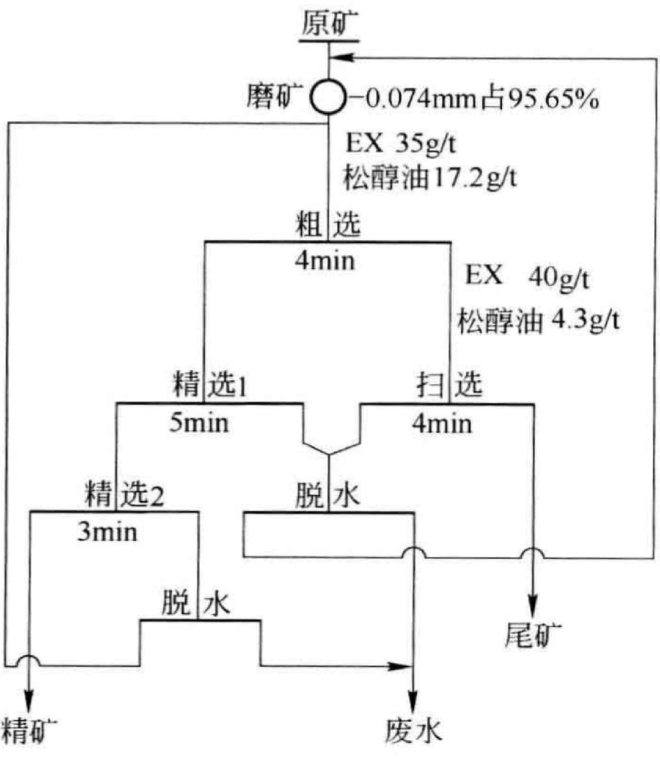 原矿
磨矿
-0.074mm占95.65%
EX 35g/t
松醇油17.2g/t
粗选
4min
EX 40g/t
松醇油 4.3g/t
精选1
5min
扫选
4min
精选2
3min
脱水
脱水
尾矿
精矿
废水